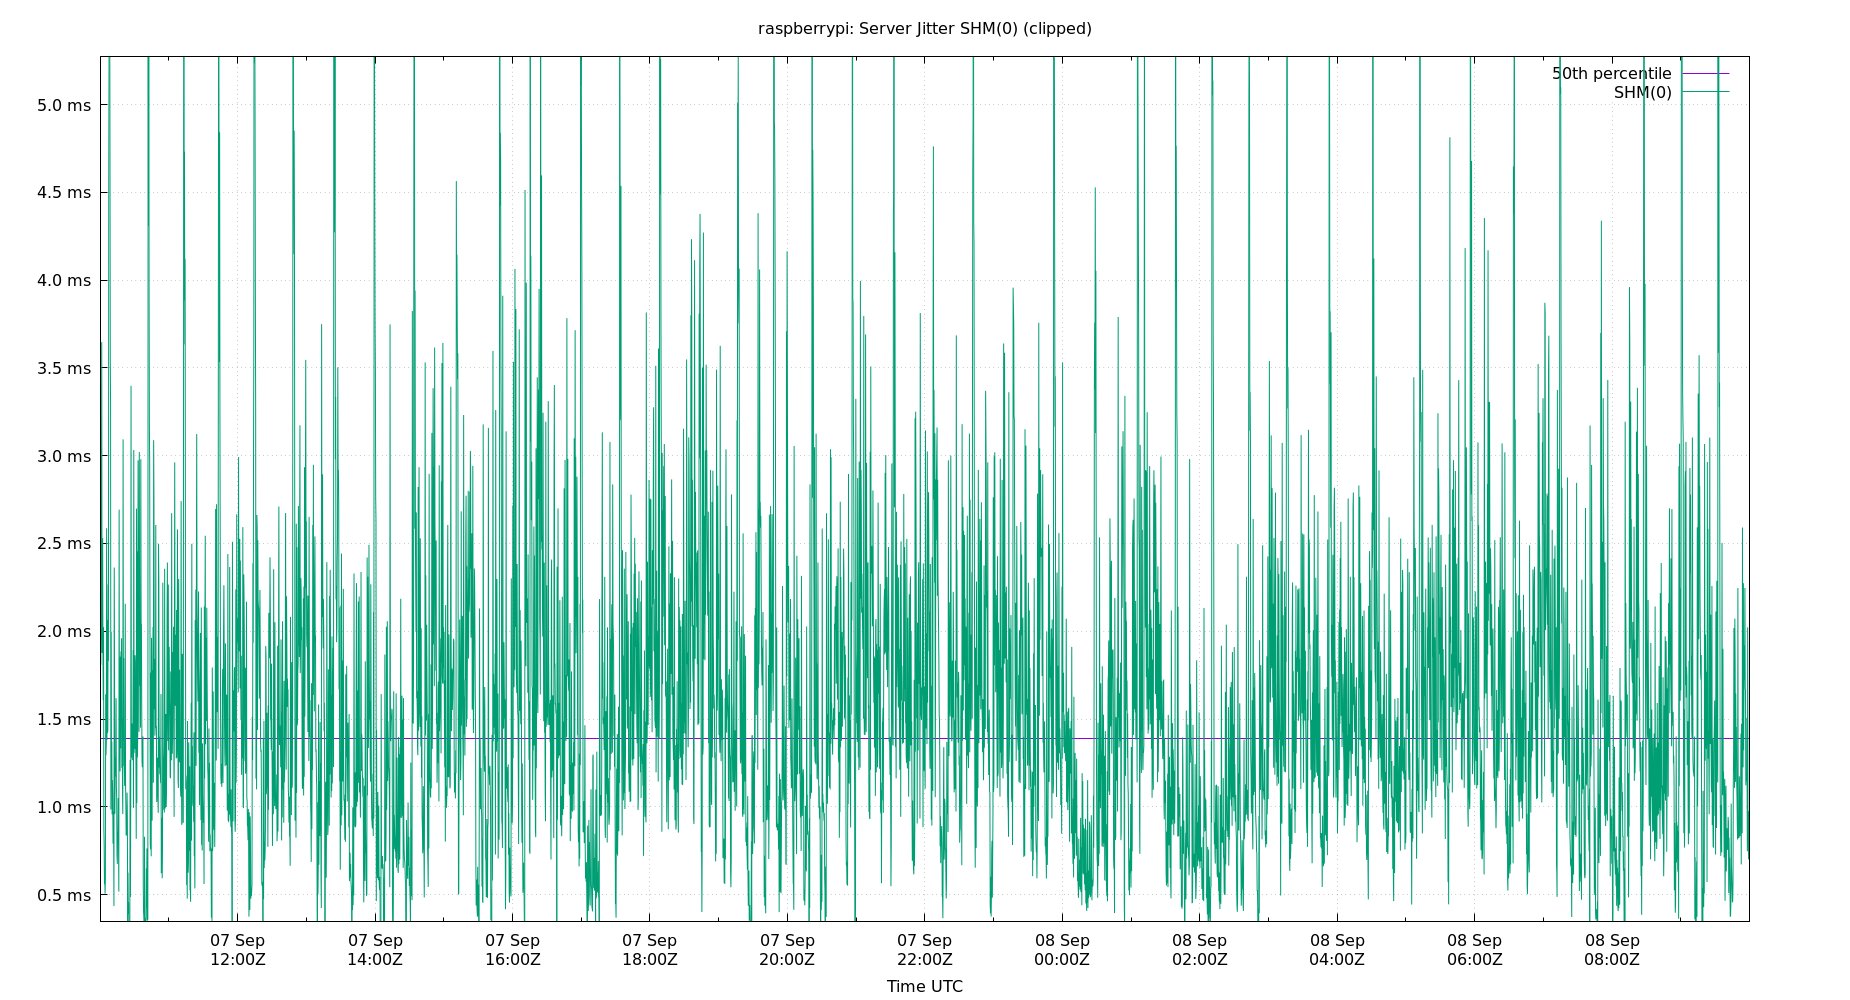 raspberrypi: Server Jitter SHM(0) (clipped)
50th percentile
SHM(0)
5.0 ms
4.5 ms
4.0 ms
3.5 ms
3.0 ms
2.5 ms
2.0 ms
1.5 ms
1.0 ms
0.5 ms
07 Sep 07 Sep 07 Sep 07 Sep 07 Sep 07 Sep 08 Sep 08 Sep 08 Sep 08 Sep 08 Sep
12:00Z 14:00Z 16:00Z 18:00Z 20:00Z 22:00Z 00:00Z 02:00Z 04:00Z 06:00Z 08:00Z
Time UTC